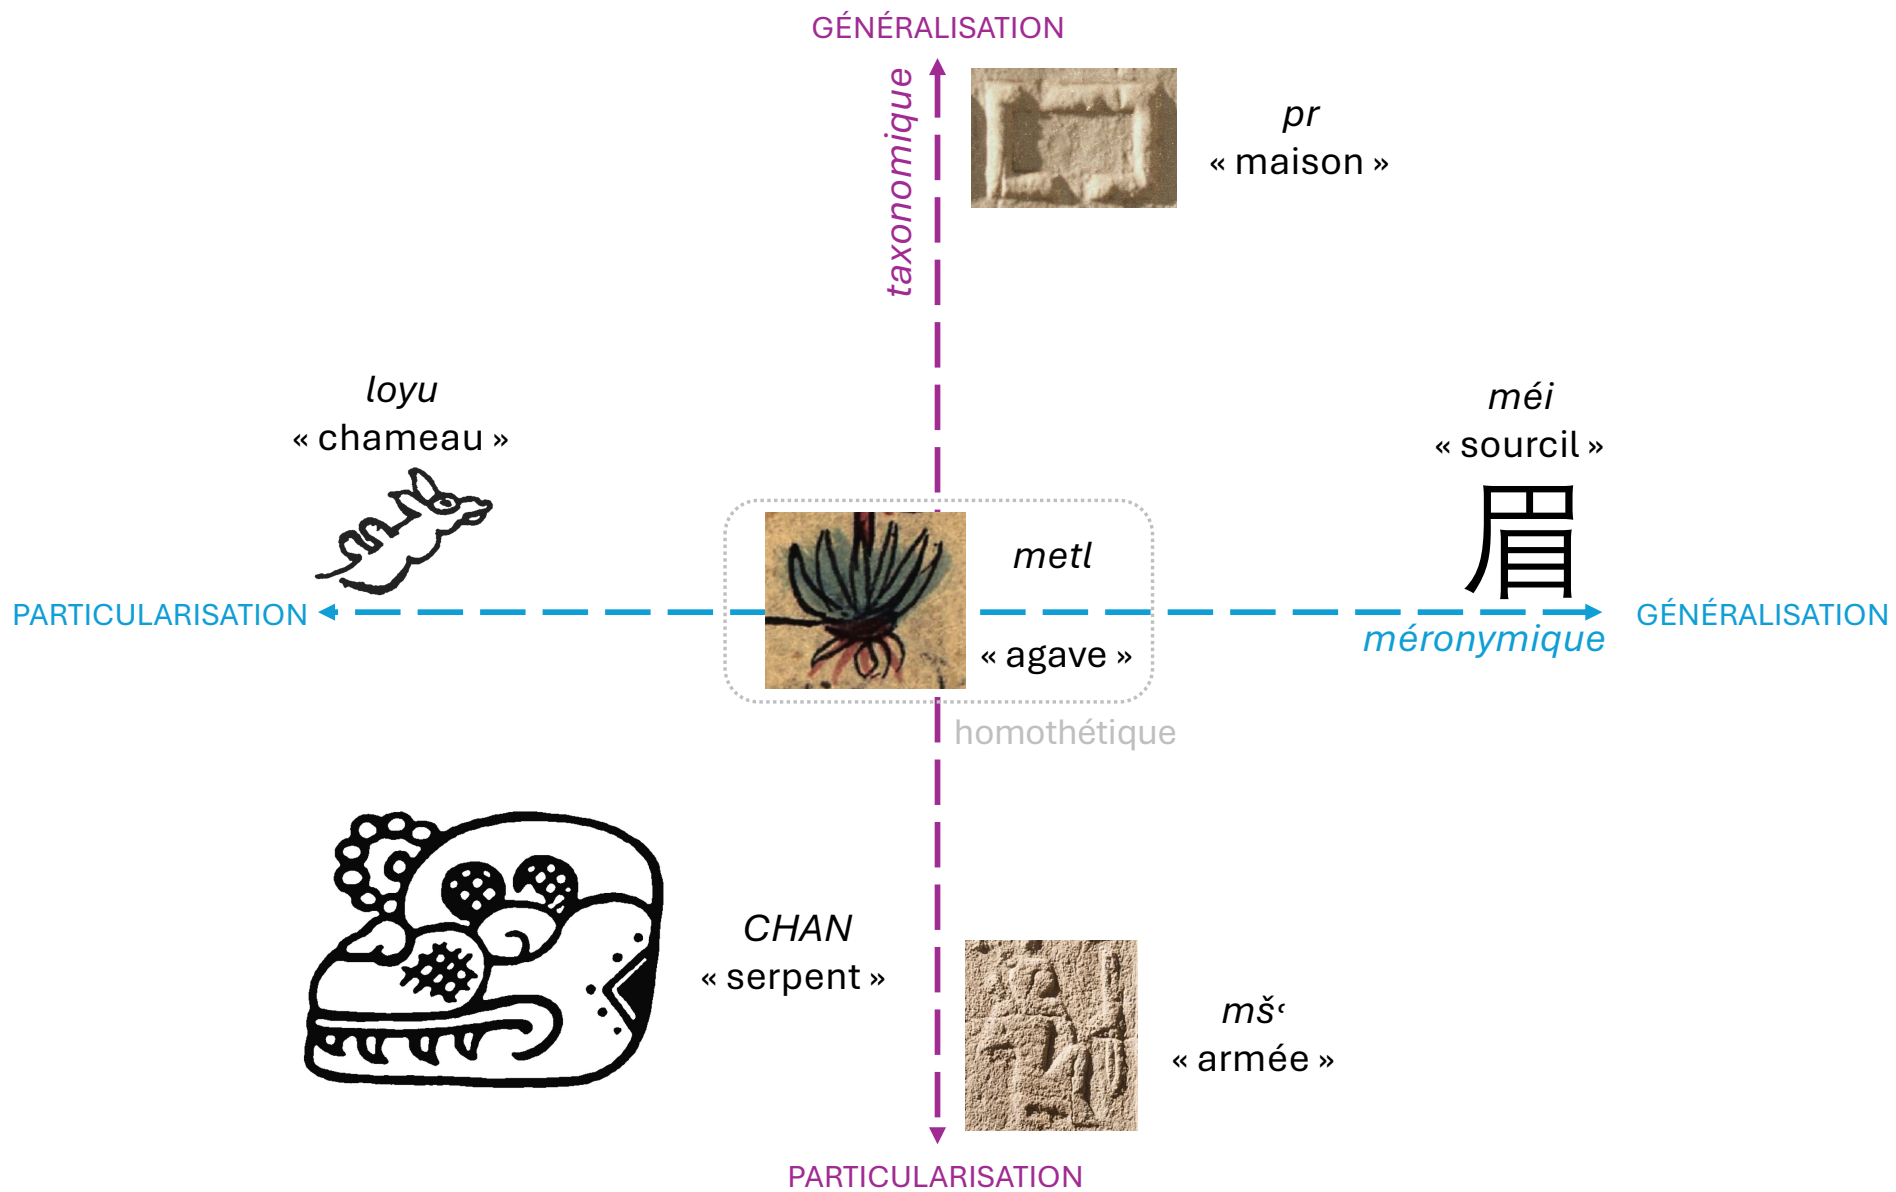 GÉNÉRALISATION
taxonomique
pr
« maison »
loyu
« chameau »
méi
« sourcil »
眉
metl
« agave »
PARTICULARISATION
GÉNÉRALISATION
méronymique
homothétique
CHAN
« serpent »
mšꜥ
« armée »
PARTICULARISATION